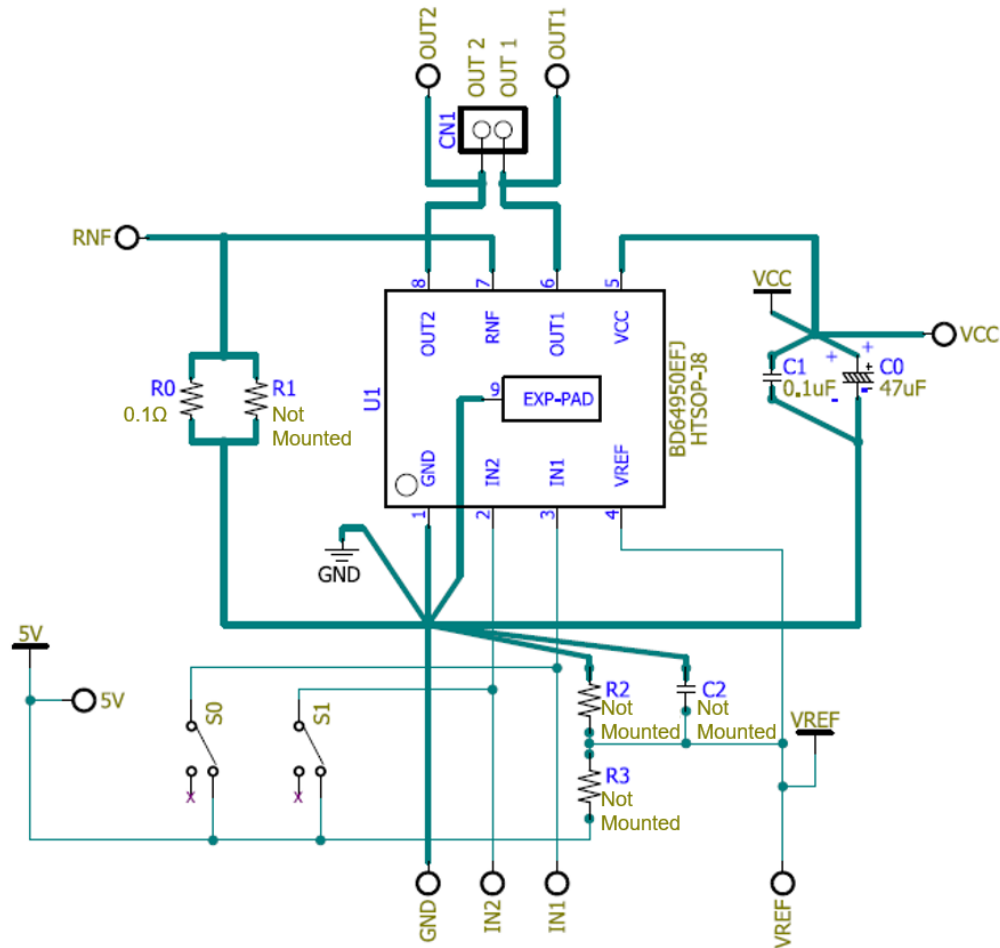 OUT2
OUT 2
OUT 1
OUT1
CN1
RNF
8
7
6
5
OUT2
RNF
OUT1
VCC
VCC
VCC
R0
0.1Ω
R1
Not
Mounted
U1
9
EXP-PAD
BD64950EFJ
HTSOP-J8
C1
0.1uF
+
-
+
+
-
C0
47uF
GND
IN2
IN1
VREF
1
2
3
4
GND
5V
5V
S0
S1
R2
Not
Mounted
C2
Not
Mounted
VREF
R3
Not
Mounted
x
x
GND
IN2
IN1
VREF